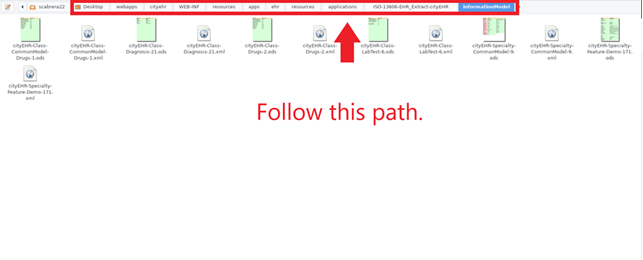 scabrera22 Desktop webapps cityehr WEB-INF resources apps ehr resources applications ISO-13606-EHR_Extract-cityEHR InformationModel
cityEHR-Class-CommonModel-Drugs-1.ods
cityEHR-Class-CommonModel-Drugs-1.xml
cityEHR-Class-Diagnosis-21.ods
cityEHR-Class-Diagnosis-21.xml
cityEHR-Class-Drugs-2.ods
cityEHR-Class-Drugs-2.xml
cityEHR-Class-LabTest-6.ods
cityEHR-Class-LabTest-6.xml
cityEHR-Specialty-CommonModel-9.ods
cityEHR-Specialty-CommonModel-9.xml
cityEHR-Specialty-Feature-Demo-171.ods
cityEHR-Specialty-Feature-Demo-171.xml
Follow this path.